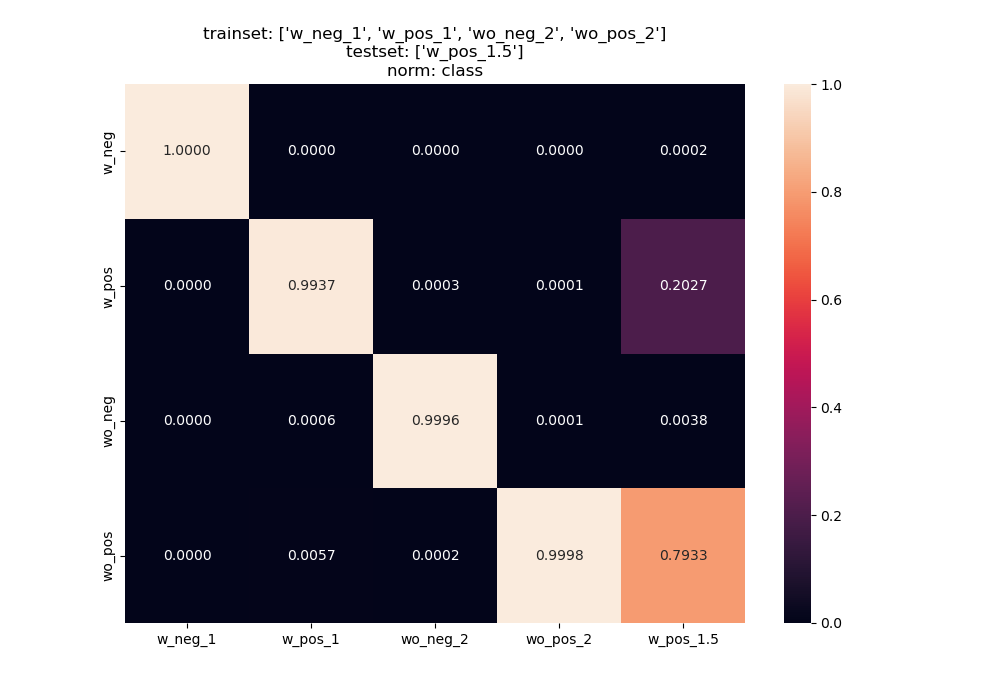 trainset: ['w_neg_1', 'w_pos_1', 'wo_neg_2', 'wo_pos_2']
testset: ['w_pos_1.5']
norm: class
w_neg 1.0000 0.0000 0.0000 0.0000 0.0002
w_pos 0.0000 0.9937 0.0003 0.0001 0.2027
wo_neg 0.0000 0.0006 0.9996 0.0001 0.0038
wo_pos 0.0000 0.0057 0.0002 0.9998 0.7933
w_neg_1 w_pos_1 wo_neg_2 wo_pos_2 w_pos_1.5
1.0
0.8
0.6
0.4
0.2
0.0